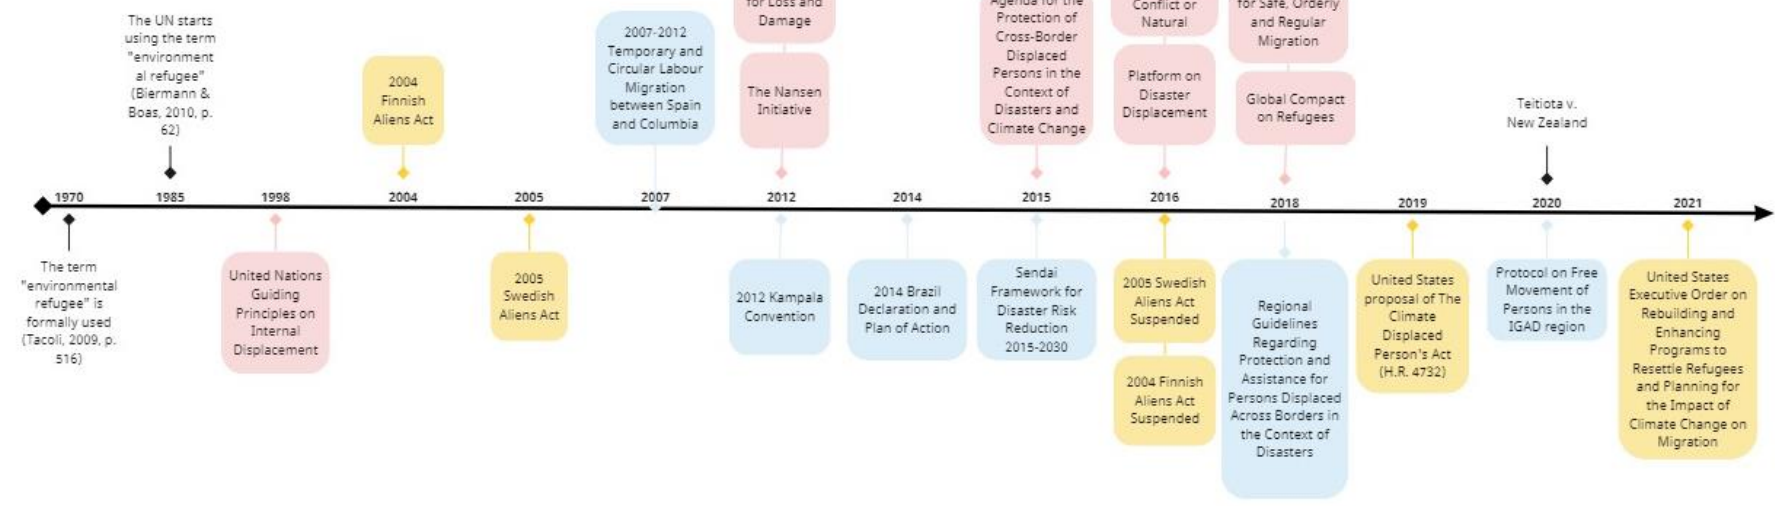 The UN starts
using the term
"environment
al refugee"
(Biermann &
Boas, 2010, p.
62)
2004
Finnish
Aliens Act
2007-2012
Temporary and
Circular Labour
Migration
between Spain
and Columbia
for Loss and
Damage
The Nansen
Initiative
Agenda for the
Protection of
Cross-Border
Displaced
Persons in the
Context of
Disasters and
Climate Change
Conflict or
Natural
Platform on
Disaster
Displacement
for Safe, Orderly
and Regular
Migration
Global Compact
on Refugees
Teitiota v.
New Zealand
1970 1985 1998 2004 2005 2007 2012 2014 2015 2016 2018 2019 2020 2021
The term
"environmental
refugee" is
formally used
(Tacoli, 2009, p.
516)
United Nations
Guiding
Principles on
Internal
Displacement
2005
Swedish
Aliens Act
2012 Kampala
Convention
2014 Brazil
Declaration and
Plan of Action
Sendai
Framework for
Disaster Risk
Reduction
2015-2030
2005 Swedish
Aliens Act
Suspended
2004 Finnish
Aliens Act
Suspended
Regional
Guidelines
Regarding
Protection and
Assistance for
Persons Displaced
Across Borders in
the Context of
Disasters
United States
proposal of The
Climate
Displaced
Person's Act
(H.R. 4732)
Protocol on Free
Movement of
Persons in the
IGAD region
United States
Executive Order on
Rebuilding and
Enhancing
Programs to
Resettle Refugees
and Planning for
the Impact of
Climate Change on
Migration